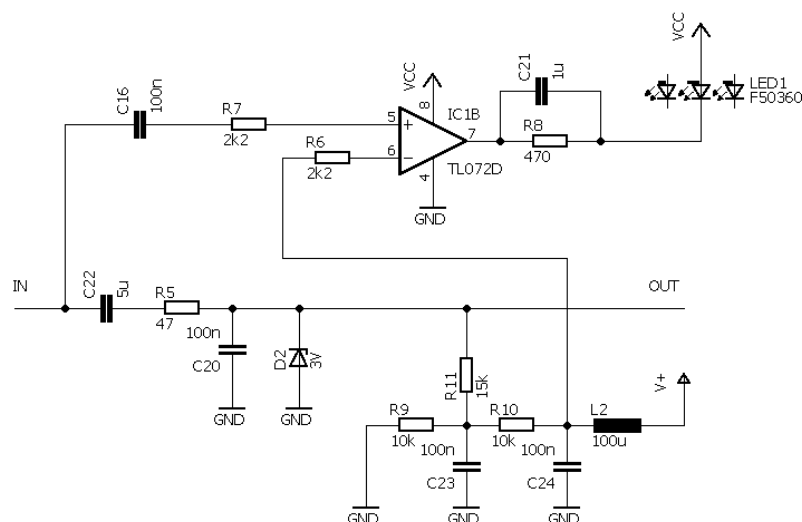 C16
100n
R7
2k2
R6
2k2
VCC
8
5
+
6
−
7
4
IC1B
TL072D
GND
C21
1u
R8
470
VCC
LED1
F50360
IN
C22
5u
R5
47
OUT
100n
C20
GND
D2
3V
GND
R11
15k
V+
R9
10k
R10
10k
L2
100u
100n
C23
100n
C24
GND
GND
GND